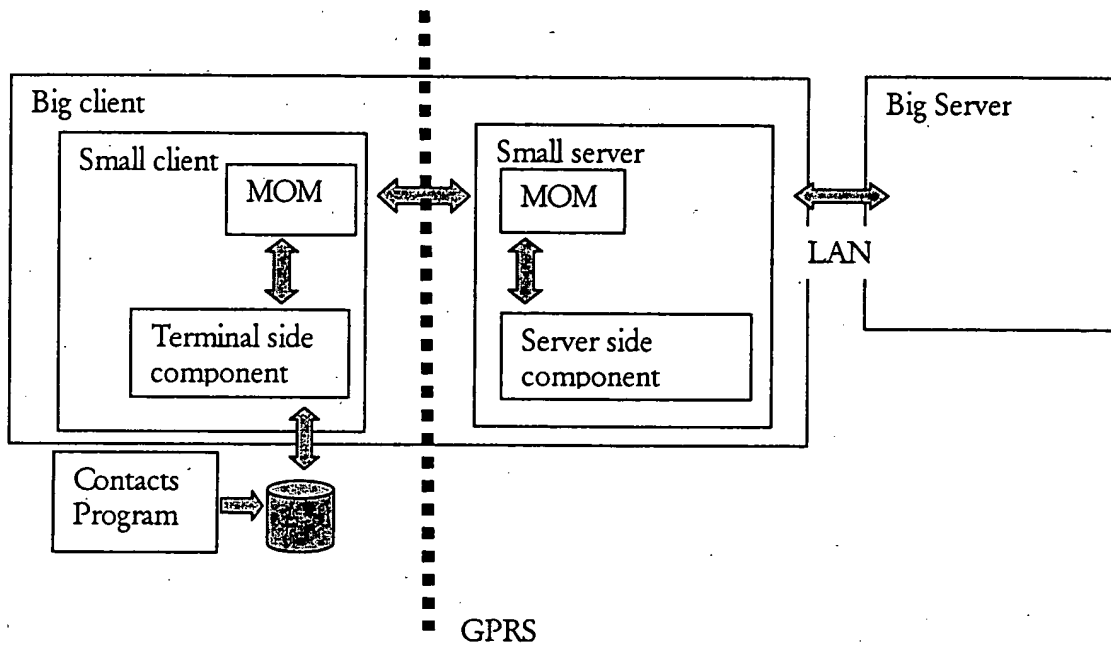 Big client
Big Server
Small client
Small server
MOM
MOM
LAN
Terminal side
component
Server side
component
Contacts
Program
GPRS